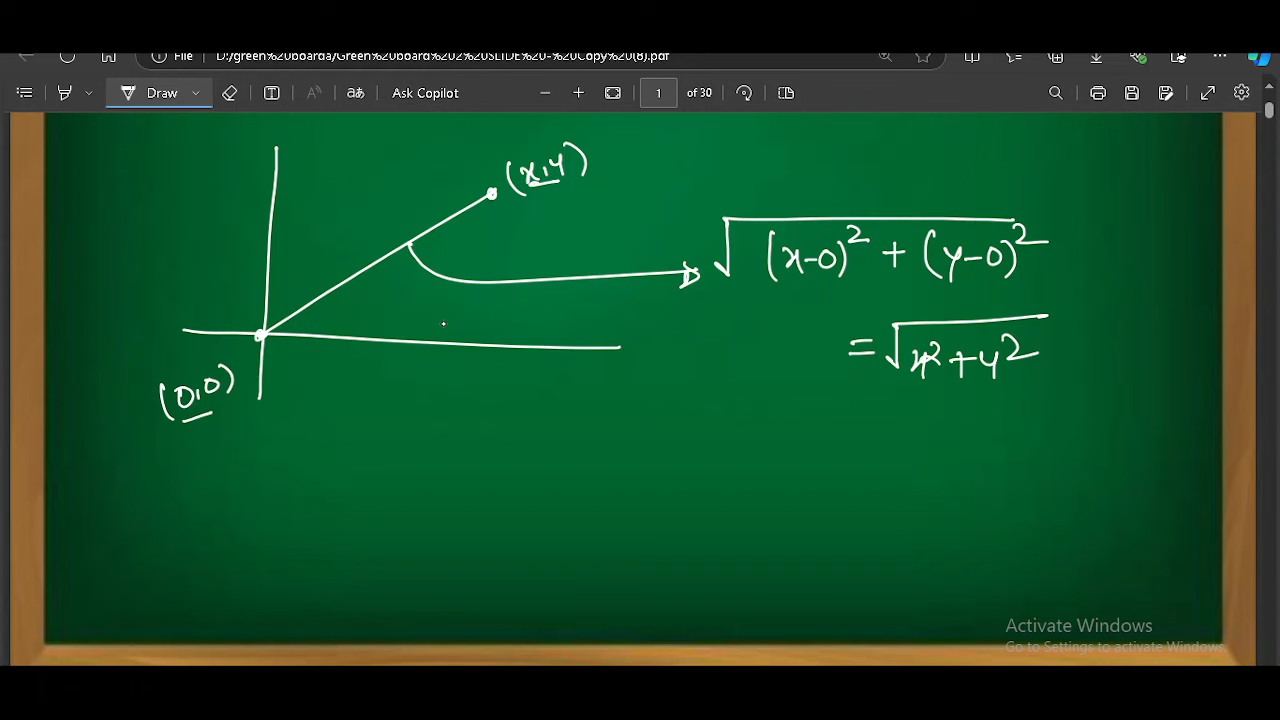 File D:/green%20boarda/Green%20board%202%20SLIDE%20-%20Copy%20(8).pdf
Draw Ask Copilot 1 of 30
(x,y)
√(x-0)² + (y-0)²
= √x²+y²
(0,0)
Activate Windows
Go to Settings to activate Windows.